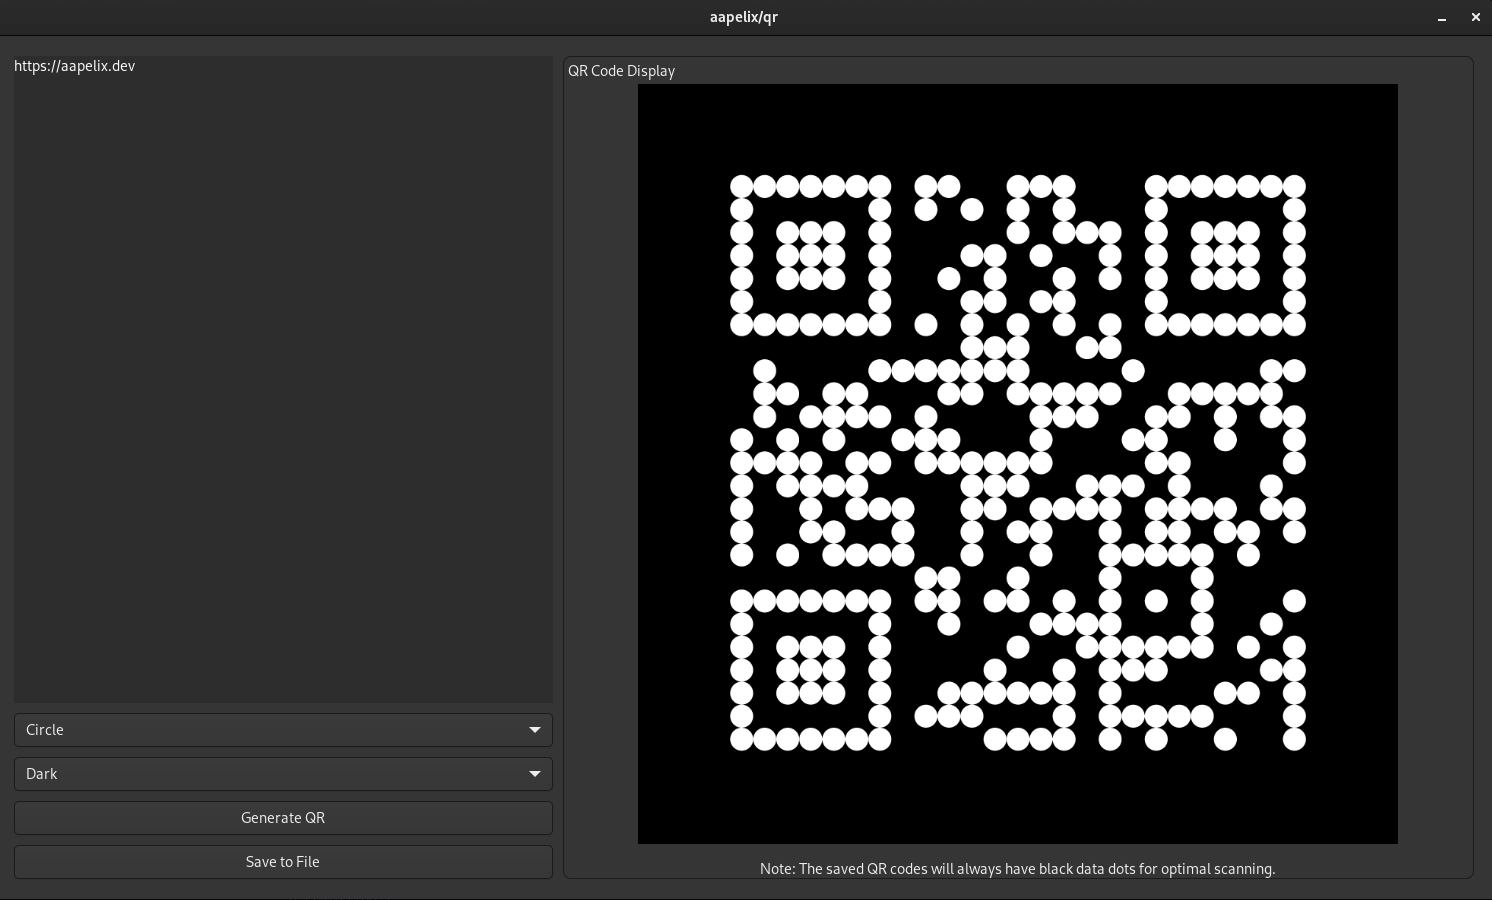 aapelix/qr
https://aapelix.dev
QR Code Display
Circle
Dark
Generate QR
Save to File
Note: The saved QR codes will always have black data dots for optimal scanning.